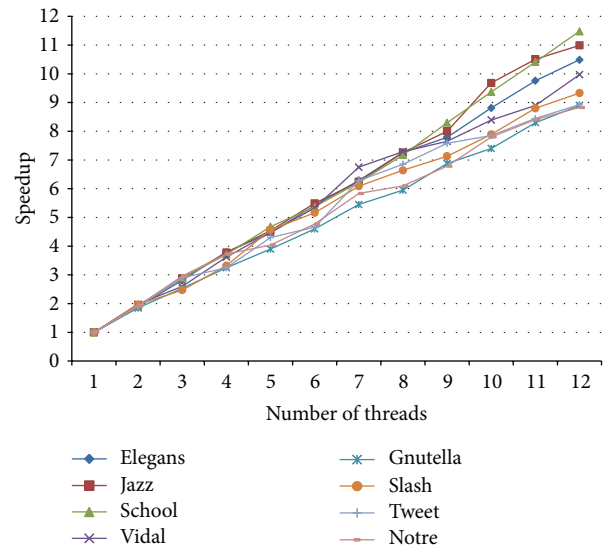 12
11
10
9
8
7
6
5
4
3
2
1
0
Speedup
1 2 3 4 5 6 7 8 9 10 11 12
Number of threads
Elegans
Jazz
School
Vidal
Gnutella
Slash
Tweet
Notre